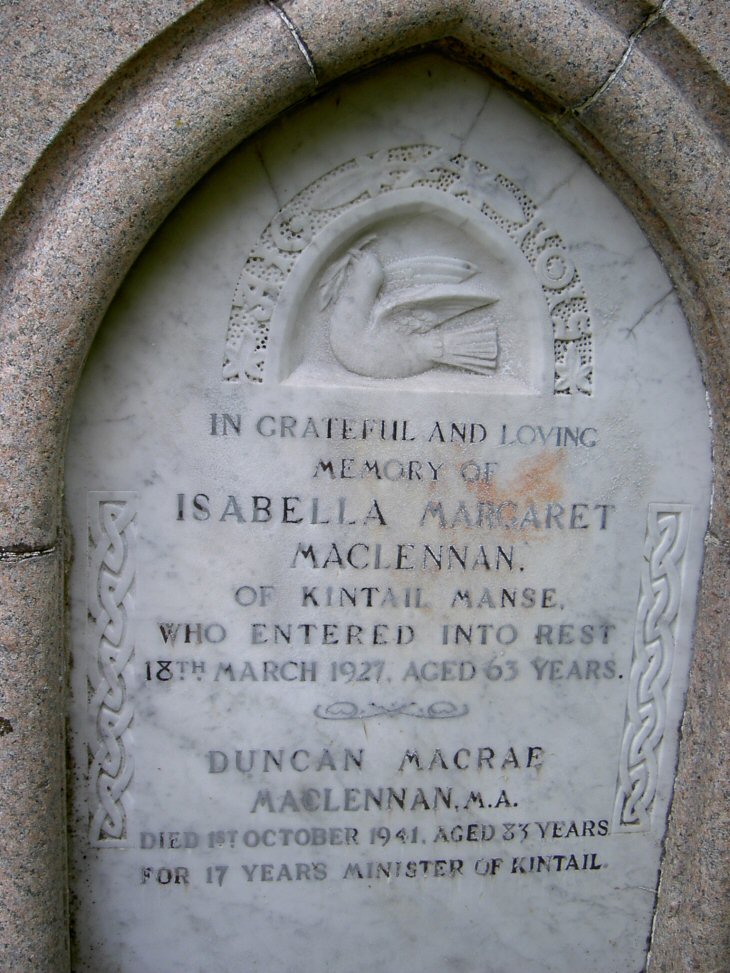 IN GRATEFUL AND LOVING
MEMORY OF
ISABELLA MARGARET
MACLENNAN,
OF KINTAIL MANSE,
WHO ENTERED INTO REST
18TH MARCH 1927, AGED 63 YEARS.
DUNCAN MACRAE
MACLENNAN, M.A.
DIED 1ST OCTOBER 1941, AGED 83 YEARS
FOR 17 YEARS MINISTER OF KINTAIL.